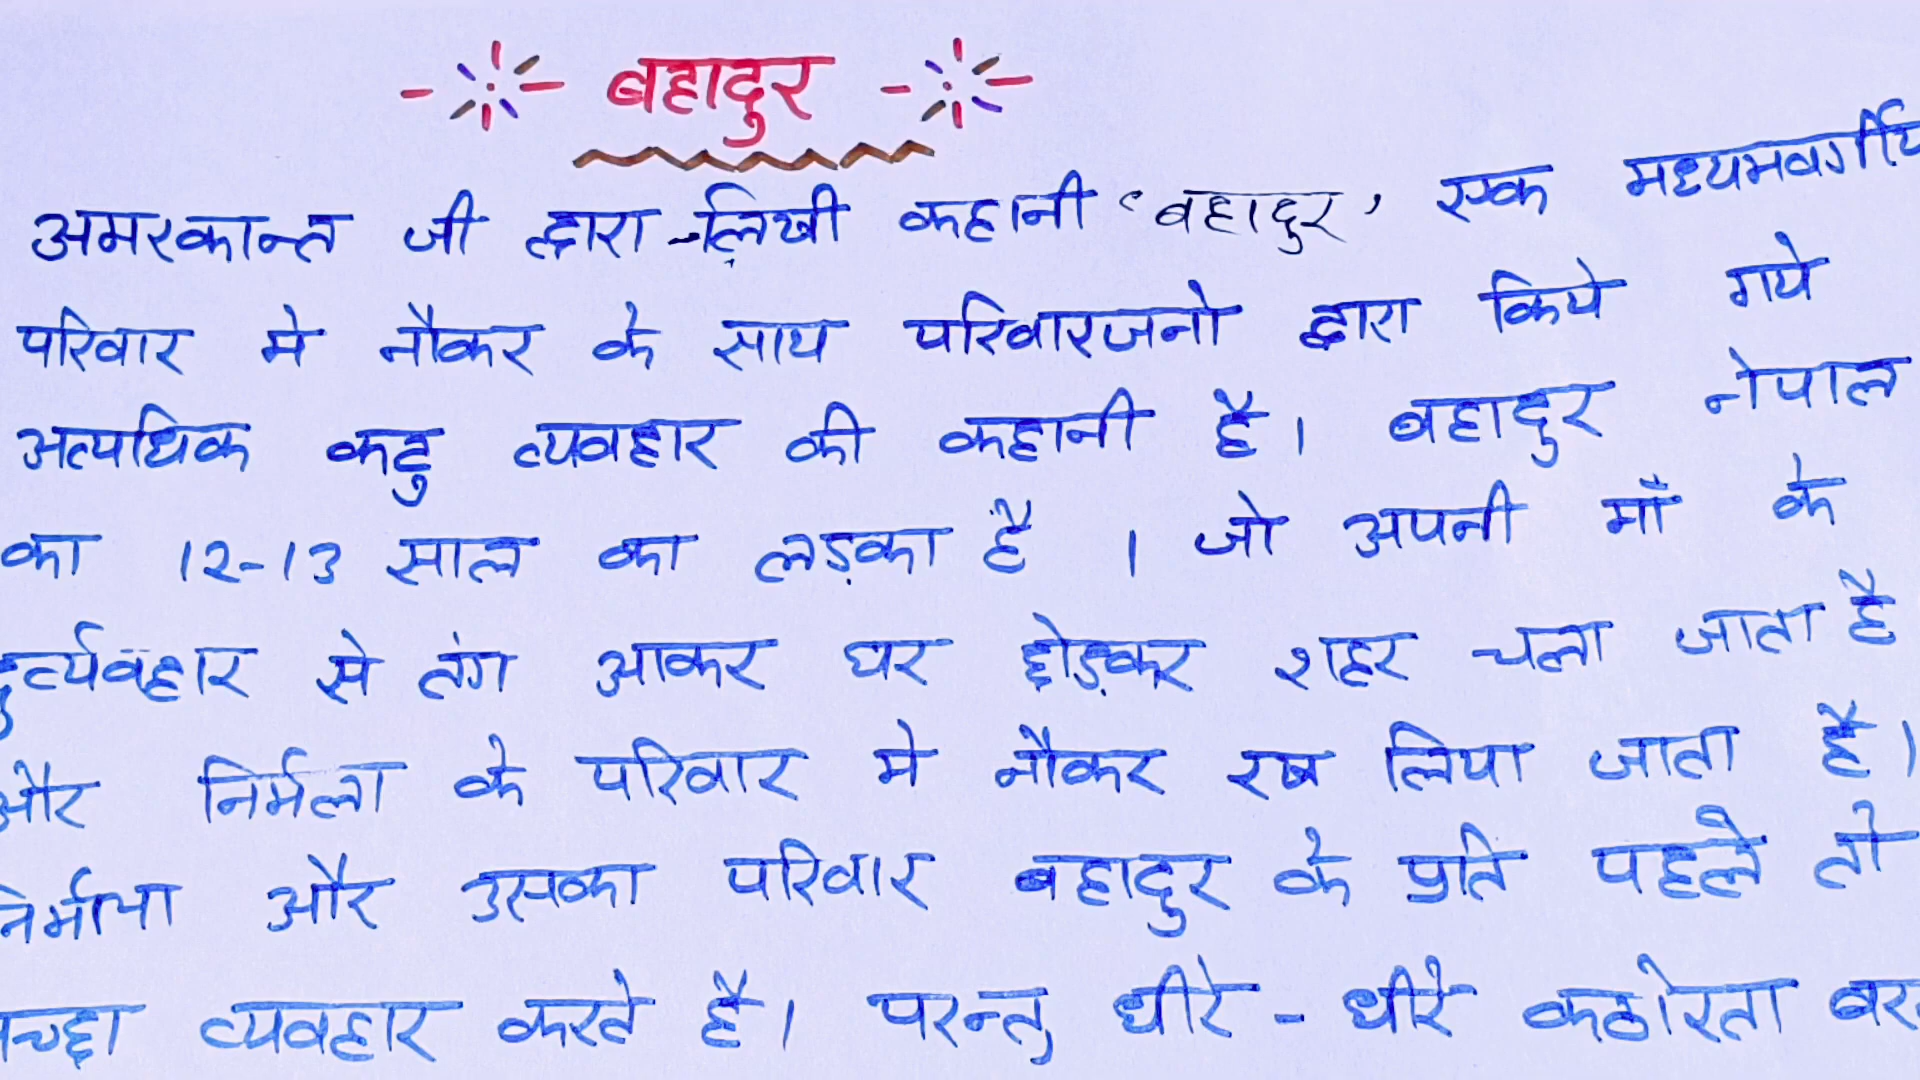 बहादुर
अमरकान्त जी द्वारा लिखी कहानी ‘बहादुर’ एक मध्यमवर्गीय
परिवार मे नौकर के साथ परिवारजनो द्वारा किये गये
अत्यधिक कटु व्यवहार की कहानी है। बहादुर नेपाल
का 12-13 साल का लड़का है । जो अपनी माँ के
दुर्व्यवहार से तंग आकर घर छोड़कर शहर चला जाता है
और निर्मला के परिवार मे नौकर रख लिया जाता है।
निर्मला और उसका परिवार बहादुर के प्रति पहले तो
व्यवहार करते है। परन्तु धीरे - धीरे कठोरता